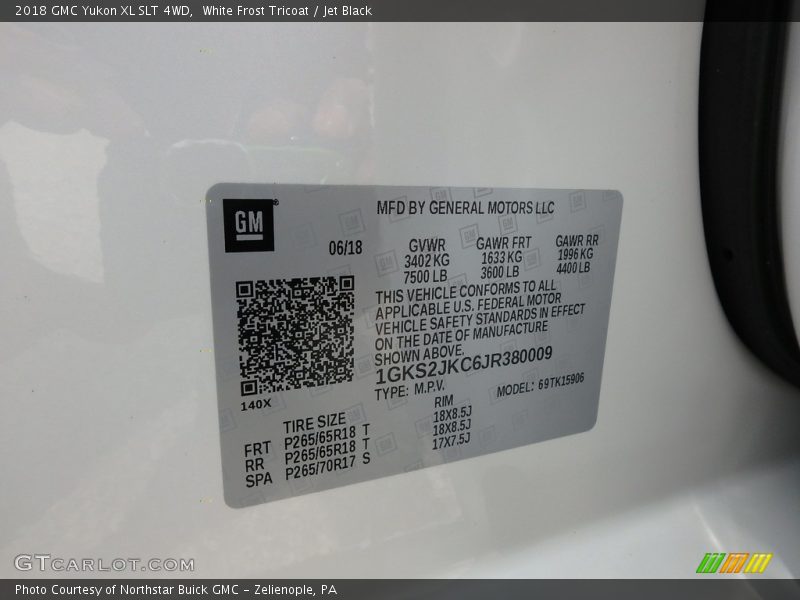 2018 GMC Yukon XL SLT 4WD, White Frost Tricoat / Jet Black
GM®
MFD BY GENERAL MOTORS LLC
06/18
GVWR GAWR FRT GAWR RR
3402 KG 1633 KG 1996 KG
7500 LB 3600 LB 4400 LB
THIS VEHICLE CONFORMS TO ALL
APPLICABLE U.S. FEDERAL MOTOR
VEHICLE SAFETY STANDARDS IN EFFECT
ON THE DATE OF MANUFACTURE
SHOWN ABOVE.
1GKS2JKC6JR380009
TYPE: M.P.V. MODEL: 69TK15906
140X
TIRE SIZE RIM
FRT P265/65R18 T 18X8.5J
RR P265/65R18 T 18X8.5J
SPA P265/70R17 S 17X7.5J
GTCARLOT.COM
Photo Courtesy of Northstar Buick GMC - Zelienople, PA